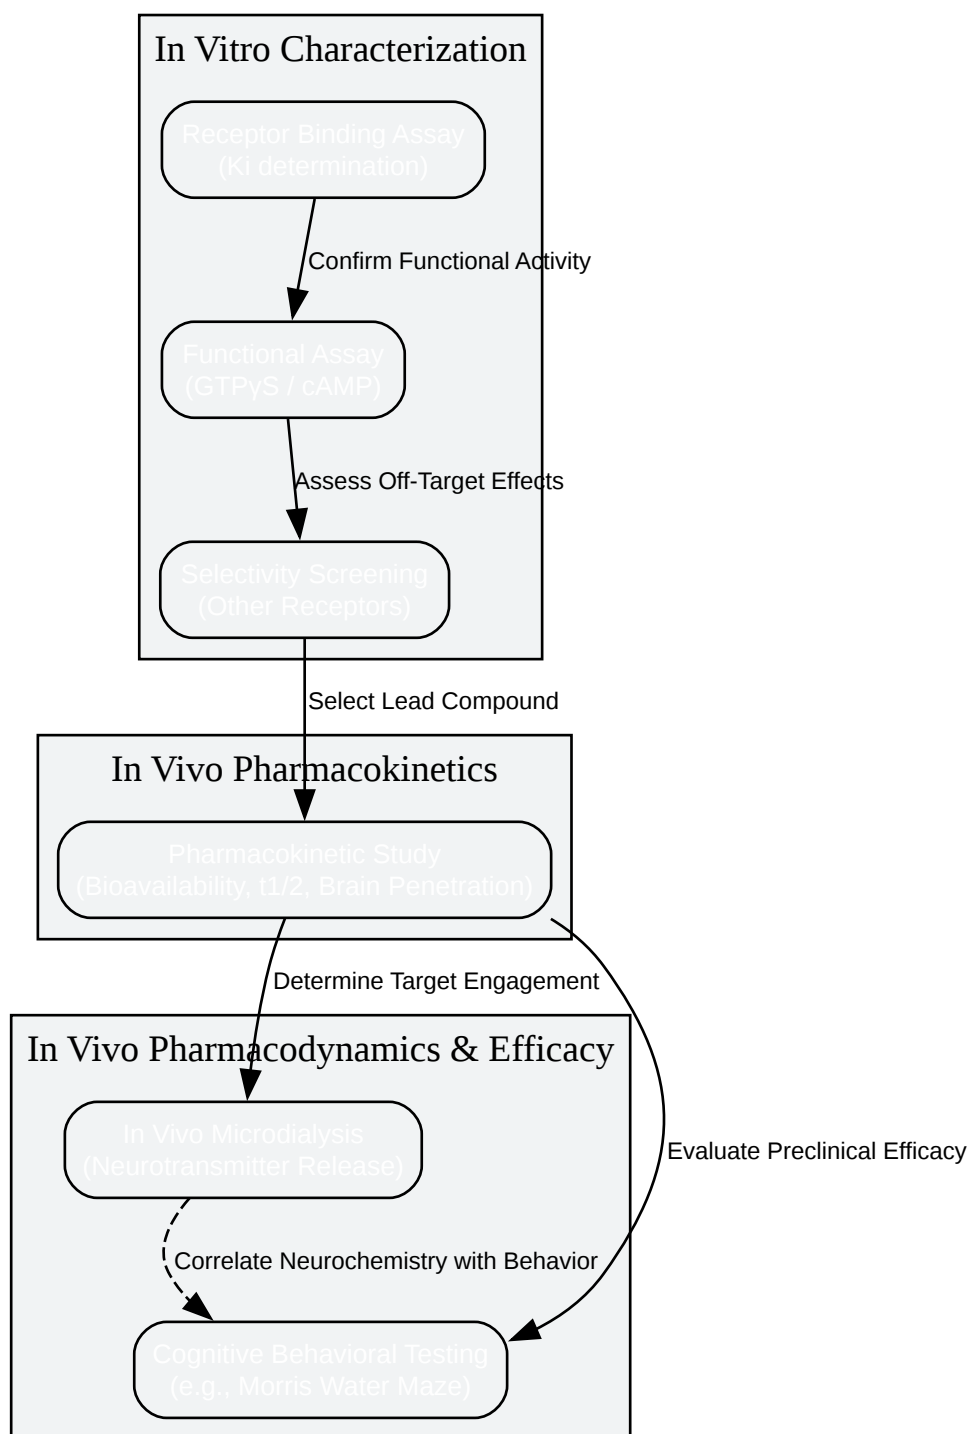 In Vitro Characterization
Receptor Binding Assay
(Ki determination)
Confirm Functional Activity
Functional Assay
(GTPγS / cAMP)
Assess Off-Target Effects
Selectivity Screening
(Other Receptors)
Select Lead Compound
In Vivo Pharmacokinetics
Pharmacokinetic Study
(Bioavailability, t1/2, Brain Penetration)
Determine Target Engagement
In Vivo Pharmacodynamics & Efficacy
In Vivo Microdialysis
(Neurotransmitter Release)
Evaluate Preclinical Efficacy
Correlate Neurochemistry with Behavior
Cognitive Behavioral Testing
(e.g., Morris Water Maze)